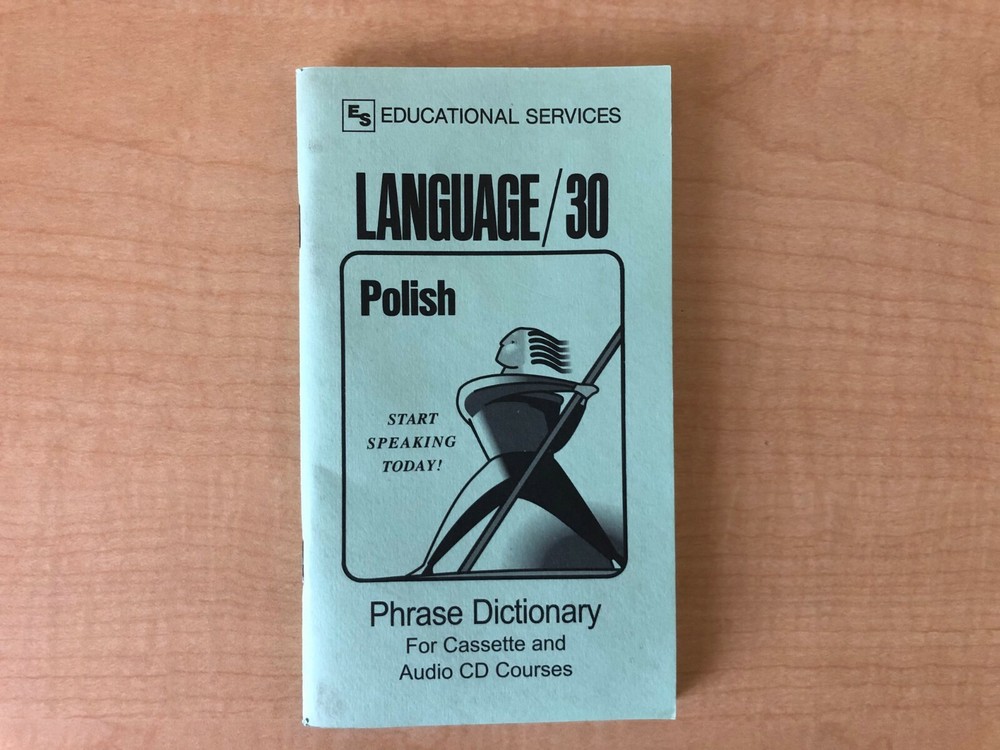 ES EDUCATIONAL SERVICES
LANGUAGE/30
Polish
START
SPEAKING
TODAY!
Phrase Dictionary
For Cassette and
Audio CD Courses